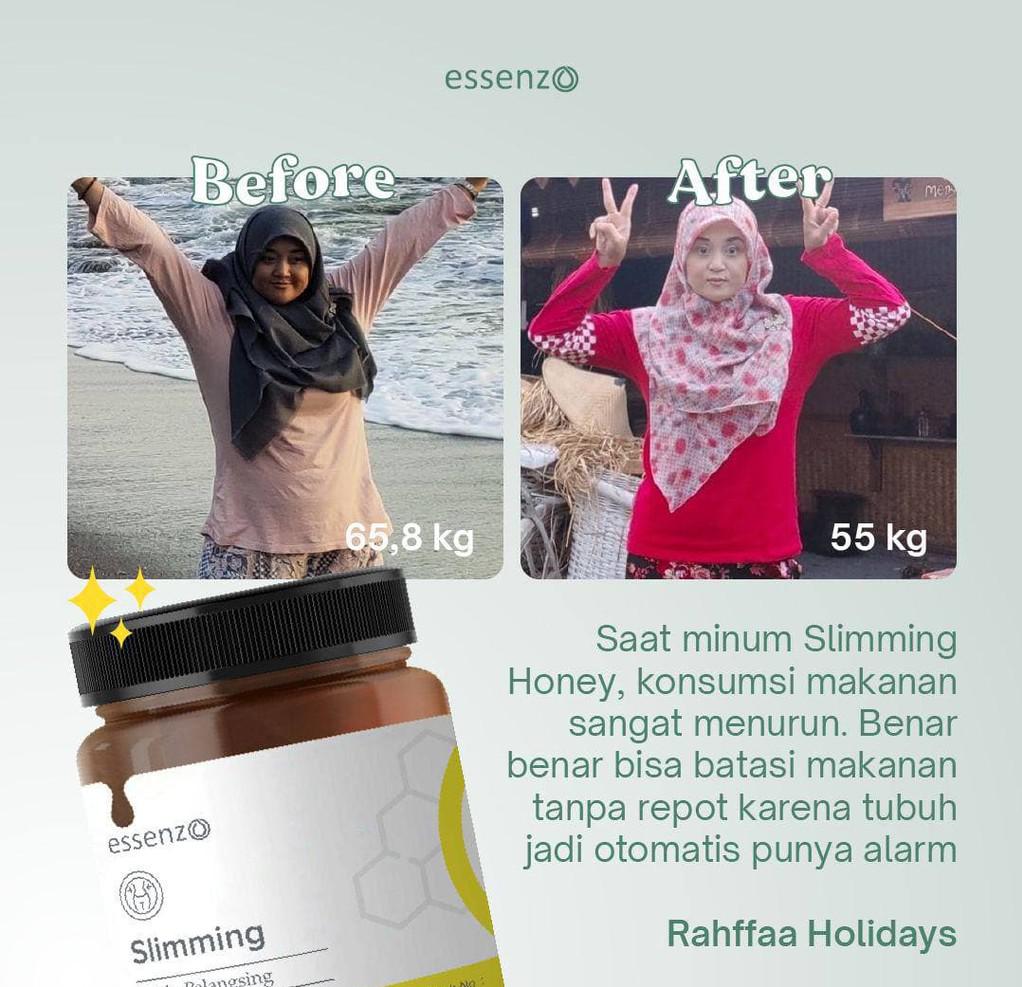 essenzo
Before
After
65,8 kg
55 kg
Saat minum Slimming
Honey, konsumsi makanan
sangat menurun. Benar
benar bisa batasi makanan
tanpa repot karena tubuh
jadi otomatis punya alarm
Rahffaa Holidays
essenzo
Slimming
Pelangsing
No :